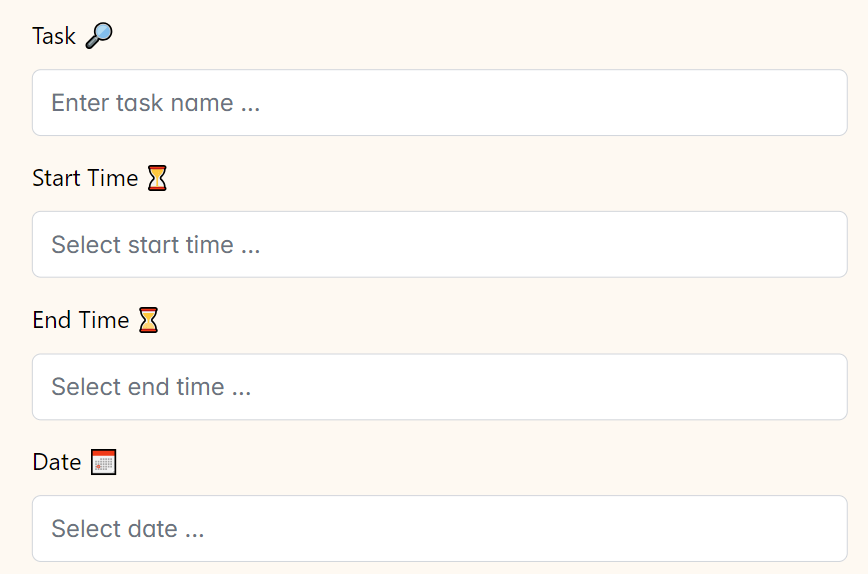 Task 🔎
Enter task name ...
Start Time ⏳
Select start time ...
End Time ⏳
Select end time ...
Date 📅
Select date ...